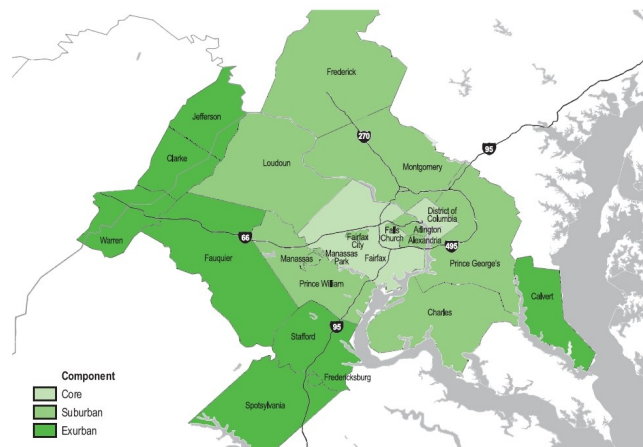 Frederick
Jefferson
270
95
Clarke
Loudoun
Montgomery
District of
Columbia
Warren
66
Fairfax
City
Falls
Church
Arlington
Alexandria
495
Fauquier
Manassas
Manassas
Park
Fairfax
Prince George's
Prince William
Calvert
Charles
95
Stafford
Fredericksburg
Spotsylvania
Component
Core
Suburban
Exurban